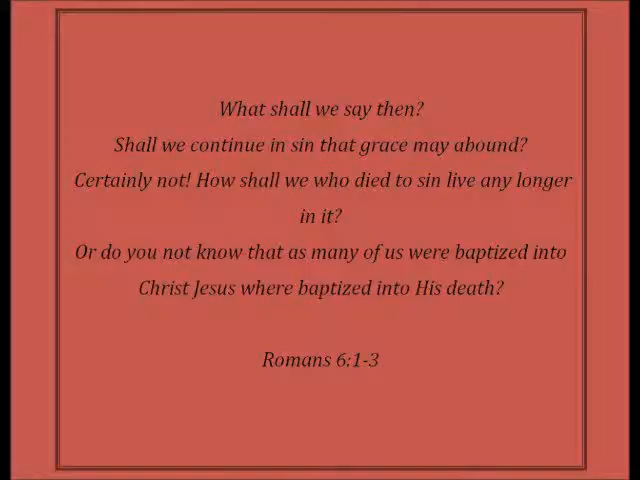 What shall we say then?
Shall we continue in sin that grace may abound?
Certainly not! How shall we who died to sin live any longer
in it?
Or do you not know that as many of us were baptized into
Christ Jesus where baptized into His death?
Romans 6:1-3